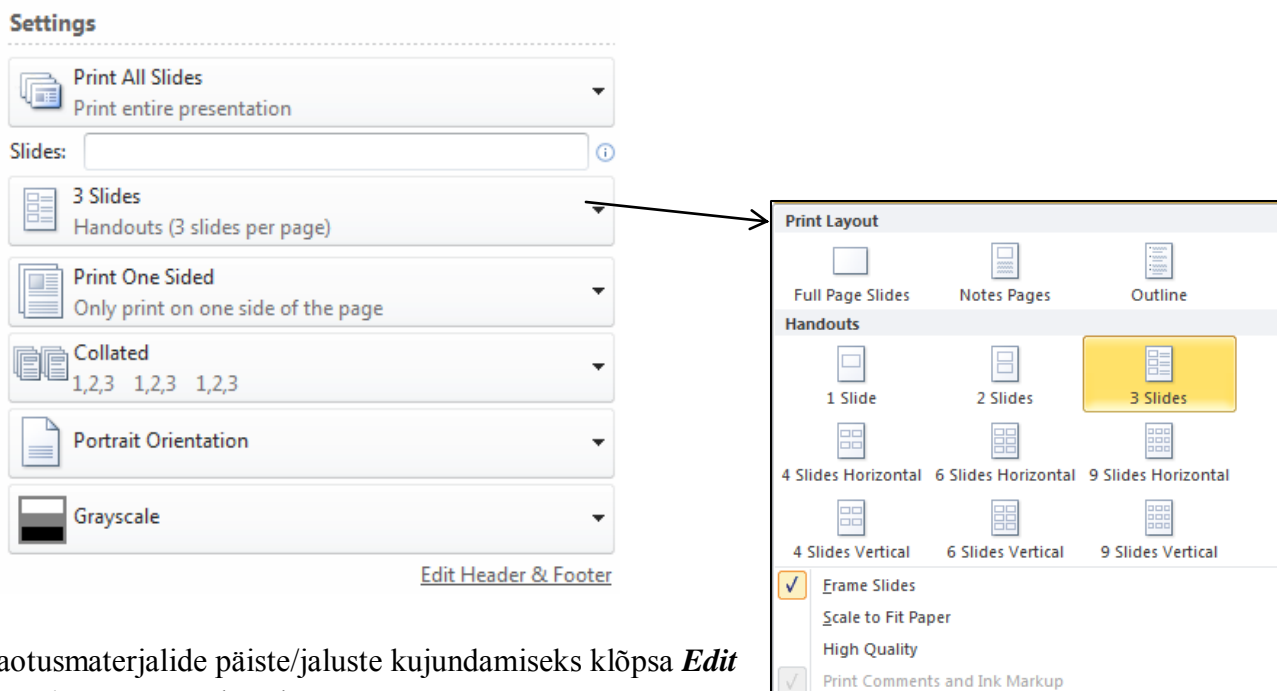 Settings
Print All Slides
Print entire presentation
Slides:
3 Slides
Handouts (3 slides per page)
Print One Sided
Only print on one side of the page
Collated
1,2,3 1,2,3 1,2,3
Portrait Orientation
Grayscale
Edit Header & Footer
Print Layout
Full Page Slides Notes Pages Outline
Handouts
1 Slide 2 Slides 3 Slides
4 Slides Horizontal 6 Slides Horizontal 9 Slides Horizontal
4 Slides Vertical 6 Slides Vertical 9 Slides Vertical
Frame Slides
Scale to Fit Paper
High Quality
Print Comments and Ink Markup
aotusmaterjalide päiste/jaluste kujundamiseks klõpsa Edit